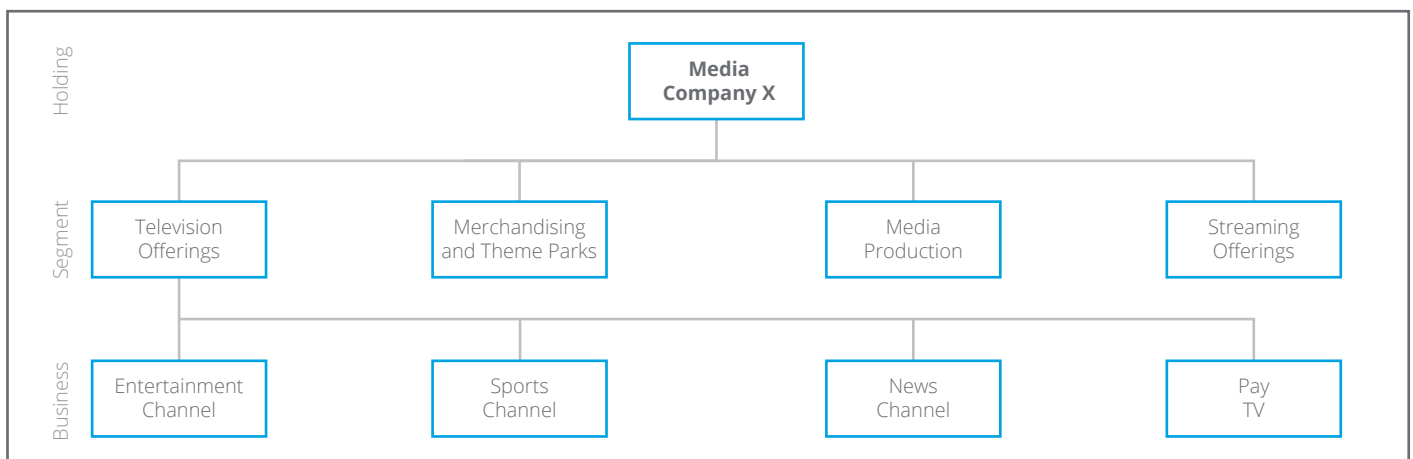 Holding
Media
Company X
Segment
Television
Offerings
Merchandising
and Theme Parks
Media
Production
Streaming
Offerings
Business
Entertainment
Channel
Sports
Channel
News
Channel
Pay
TV